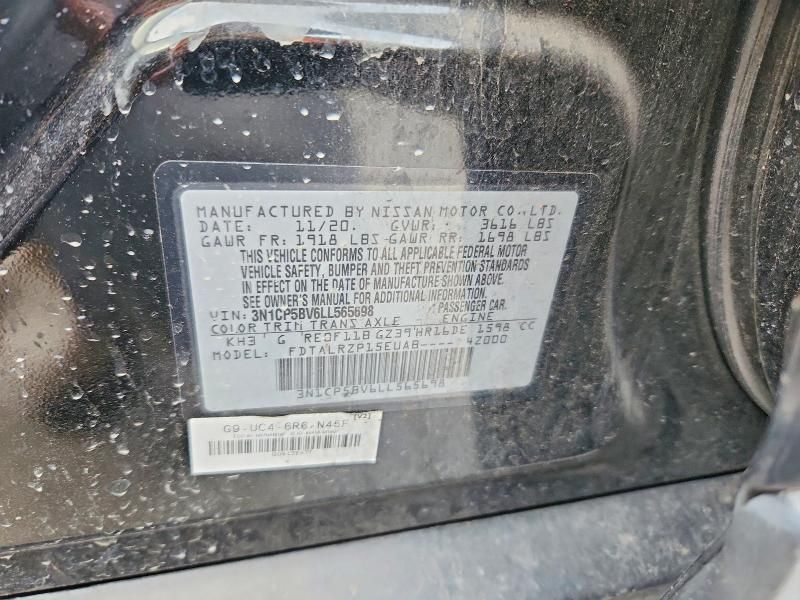 MANUFACTURED BY NISSAN MOTOR CO.,LTD.
DATE: 11/20. GVWR: 3616 LBS
GAWR FR: 1918 LBS GAWR RR: 1698 LBS
THIS VEHICLE CONFORMS TO ALL APPLICABLE FEDERAL MOTOR
VEHICLE SAFETY, BUMPER AND THEFT PREVENTION STANDARDS
IN EFFECT ON THE DATE OF MANUFACTURE SHOWN ABOVE.
SEE OWNER'S MANUAL FOR ADDITIONAL INFORMATION.
VIN: 3N1CP5BV6LL565698 PASSENGER CAR.
COLOR TRIM TRANS AXLE ENGINE
KH3 G RE0F11B GZ39 HR16DE 1598 CC
MODEL: FDTALRZP15EUAB---- 42000
3N1CP5BV6LL565698
[V2]
G9-UC4-6R6-N45F